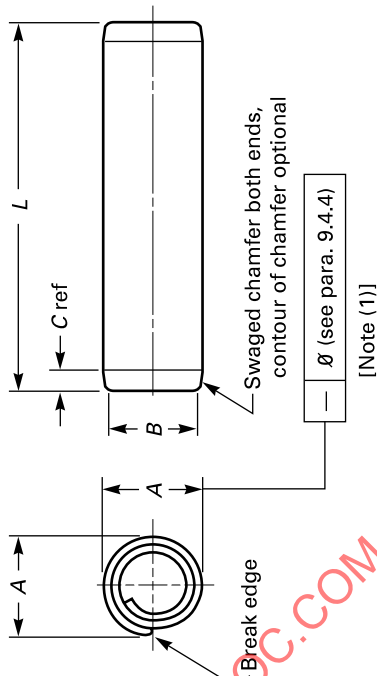 L
C ref
B
Swaged chamfer both ends,
contour of chamfer optional
— Ø (see para. 9.4.4)
[Note (1)]
A
A
Break edge
OC.COM